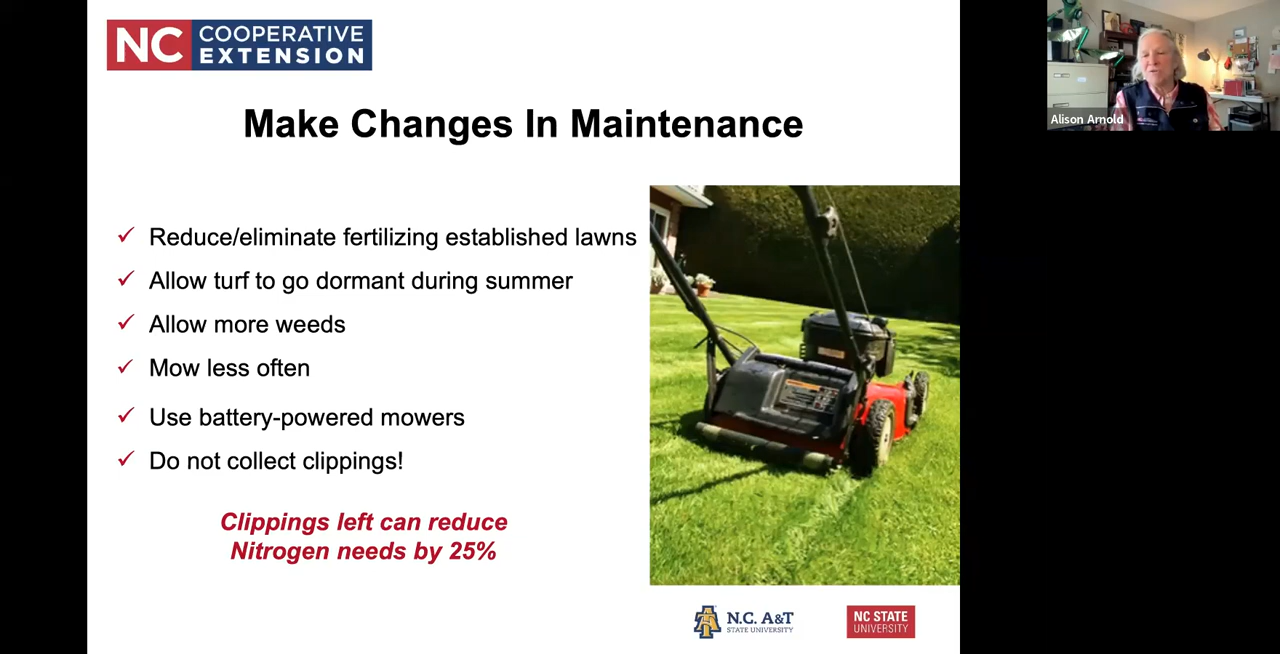 NC COOPERATIVE
EXTENSION
Alison Arnold
Make Changes In Maintenance
✓ Reduce/eliminate fertilizing established lawns
✓ Allow turf to go dormant during summer
✓ Allow more weeds
✓ Mow less often
✓ Use battery-powered mowers
✓ Do not collect clippings!
Clippings left can reduce
Nitrogen needs by 25%
N.C. A&T
STATE UNIVERSITY
NC STATE
UNIVERSITY